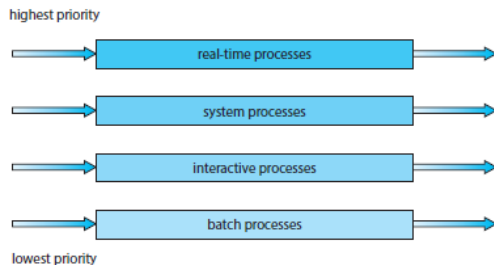 highest priority
real-time processes
system processes
interactive processes
batch processes
lowest priority